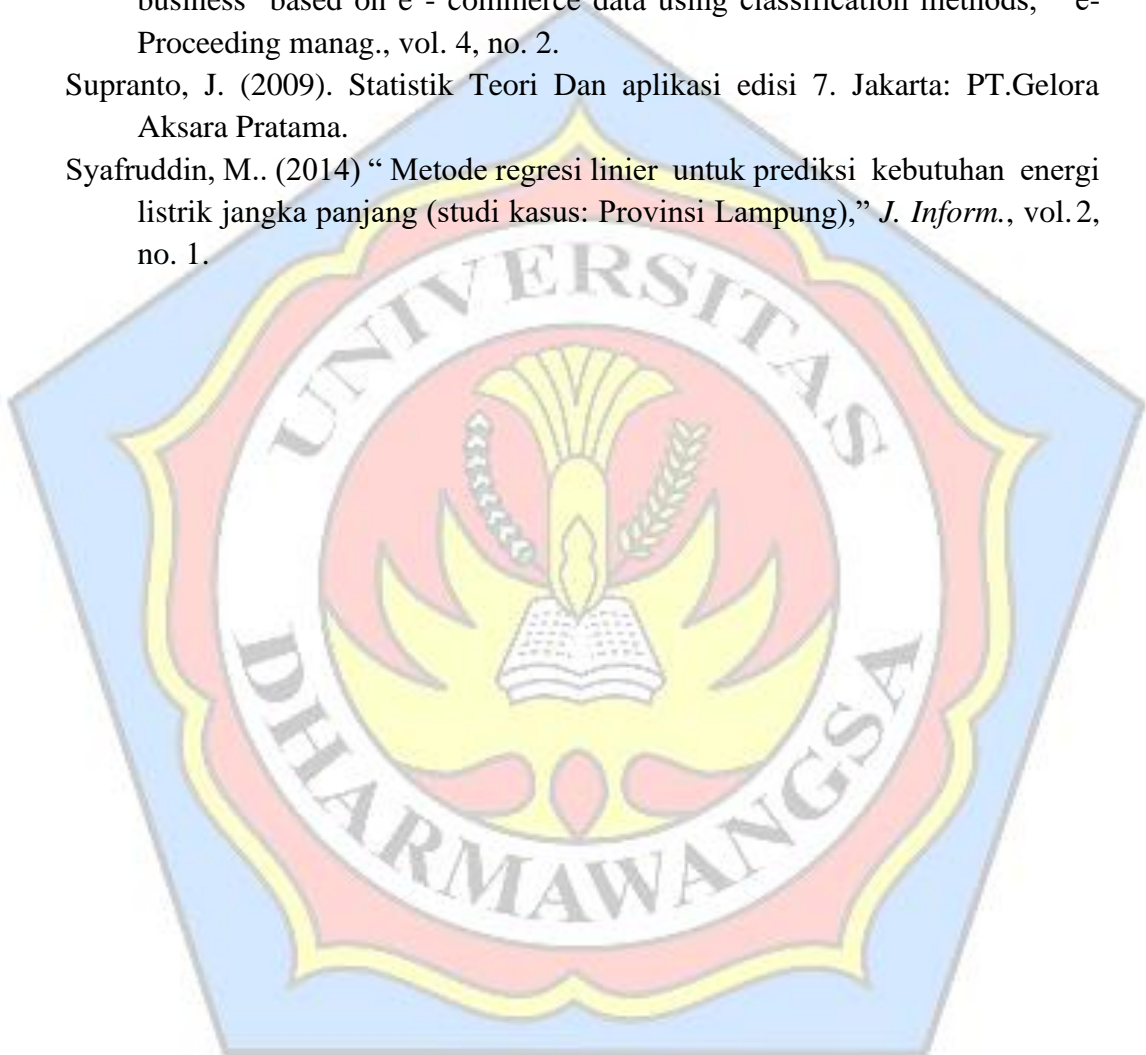 business based on e - commerce data using classification methods," e-
Proceeding manag., vol. 4, no. 2.
Supranto, J. (2009). Statistik Teori Dan aplikasi edisi 7. Jakarta: PT.Gelora
Aksara Pratama.
Syafruddin, M.. (2014) “ Metode regresi linier untuk prediksi kebutuhan energi
listrik jangka panjang (studi kasus: Provinsi Lampung),” J. Inform., vol. 2,
no. 1.
UNIVERSITAS
DHARMAWANGSA